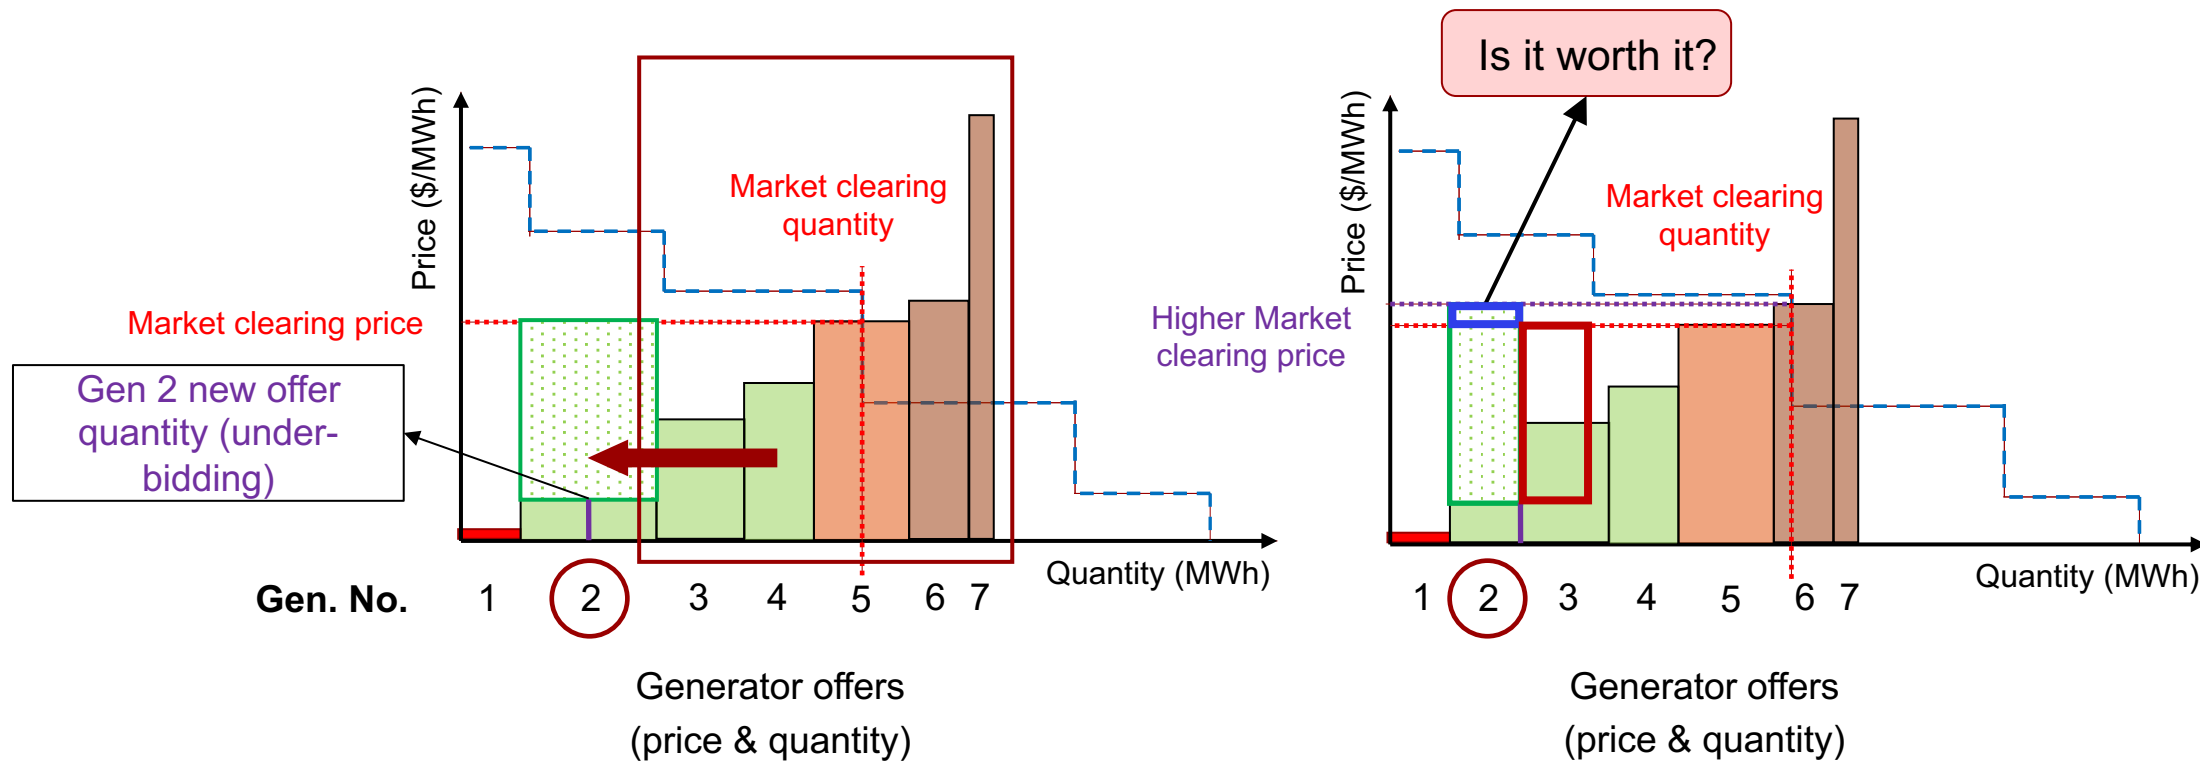 Is it worth it?
Price ($/MWh)
Market clearing
quantity
Market clearing price
Gen 2 new offer
quantity (under-
bidding)
Quantity (MWh)
Gen. No.
1
2
3
4
5
6
7
Generator offers
(price & quantity)
Price ($/MWh)
Market clearing
quantity
Higher Market
clearing price
Quantity (MWh)
1
2
3
4
5
6
7
Generator offers
(price & quantity)